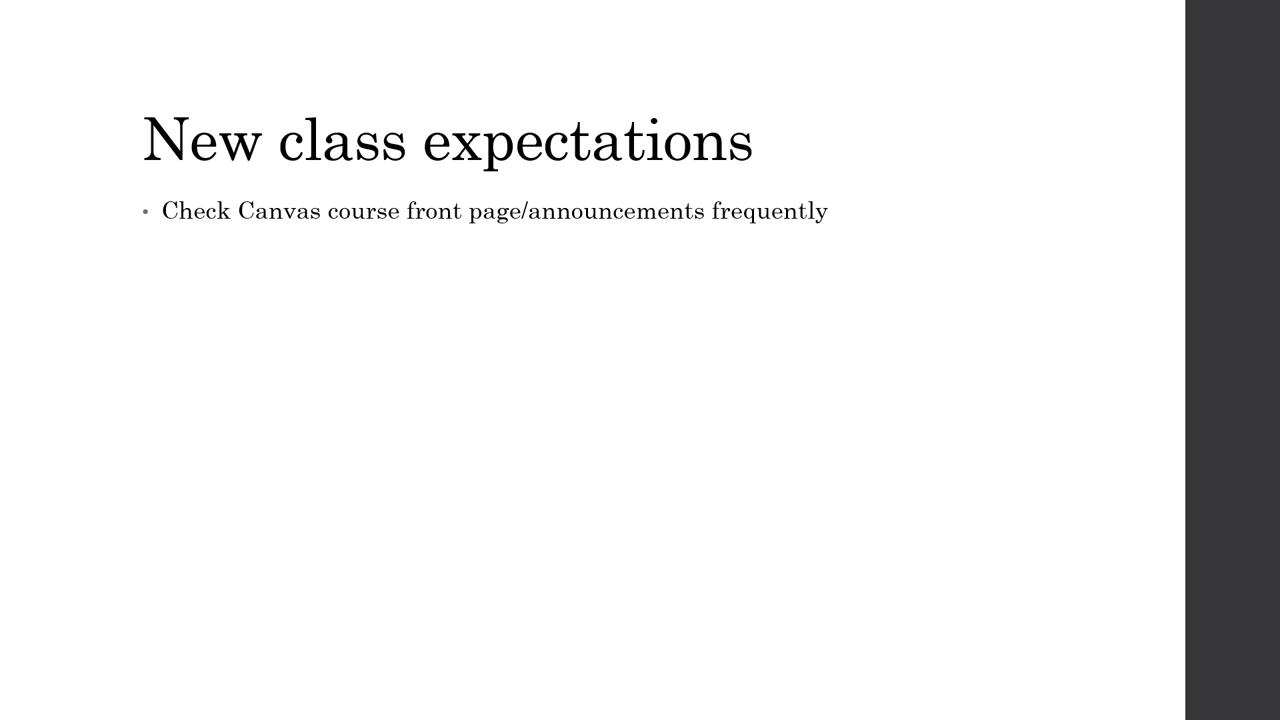 New class expectations
• Check Canvas course front page/announcements frequently